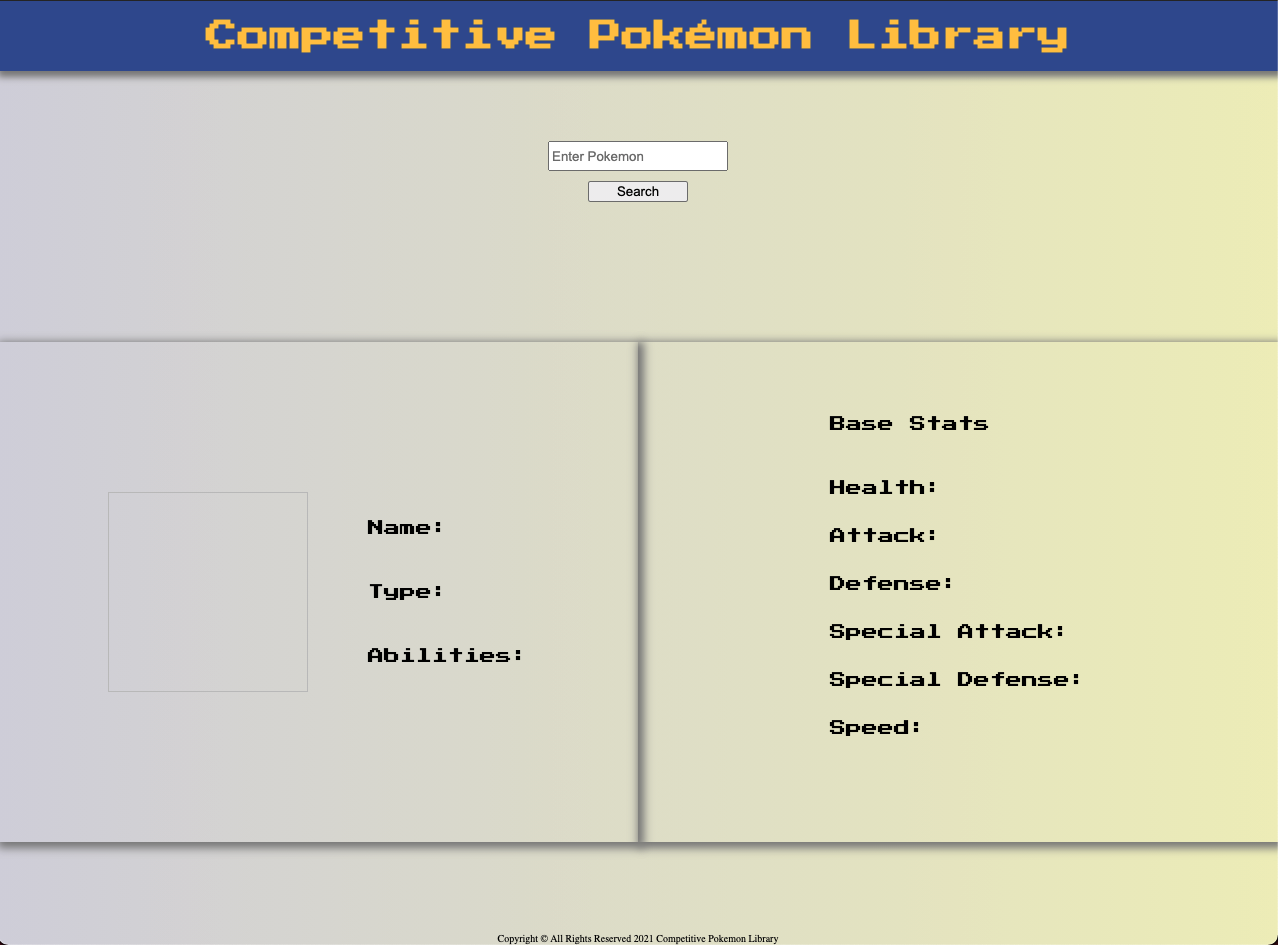 Competitive Pokémon Library
Enter Pokemon
Search
Name:
Type:
Abilities:
Base Stats
Health:
Attack:
Defense:
Special Attack:
Special Defense:
Speed:
Copyright © All Rights Reserved 2021 Competitive Pokemon Library